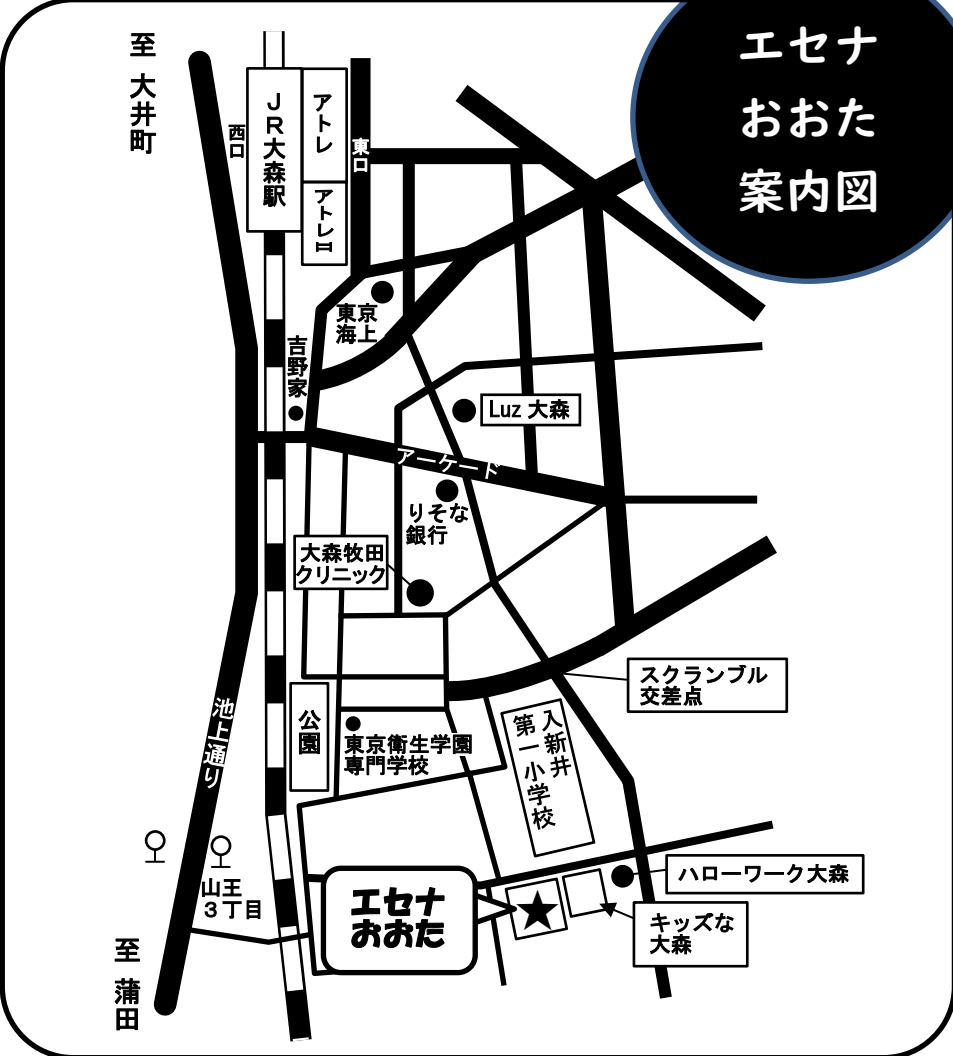 エセナ
おおた
案内図
至 大井町
西口
JR大森駅
アトレ
アトレⅡ
東口
東京
海上
吉野家
Luz 大森
アーケード
りそな
銀行
大森牧田
クリニック
スクランブル
交差点
池上通り
公園
東京衛生学園
専門学校
入新井
第一小学校
山王
3丁目
エセナ
おおた
ハローワーク大森
キッズな
大森
至 蒲田